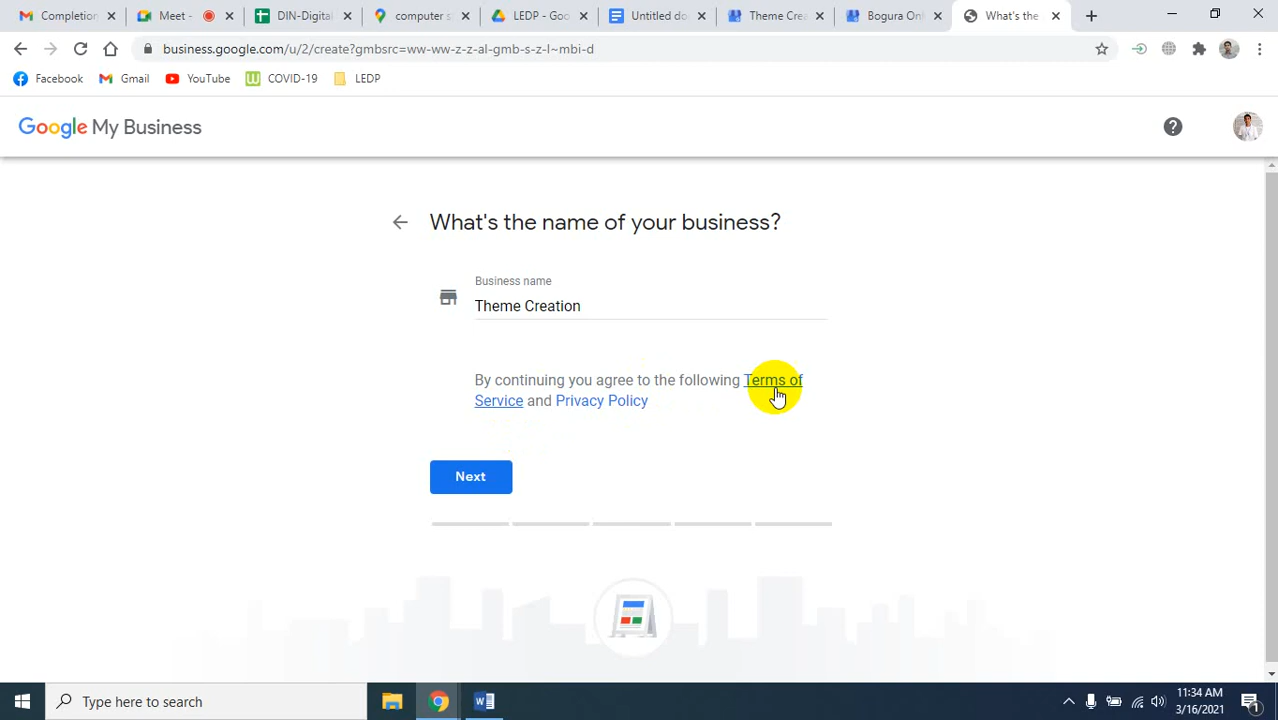 Completion
Meet -
DIN-Digital
computer s
LEDP - Goo
Untitled do
Theme Crea
Bogura Onl
What's the
business.google.com/u/2/create?gmbsrc=ww-ww-z-z-al-gmb-s-z-l~mbi-d
Facebook
Gmail
YouTube
COVID-19
LEDP
Google My Business
What's the name of your business?
Business name
Theme Creation
By continuing you agree to the following Terms of
Service and Privacy Policy
Next
Type here to search
11:34 AM
3/16/2021
1